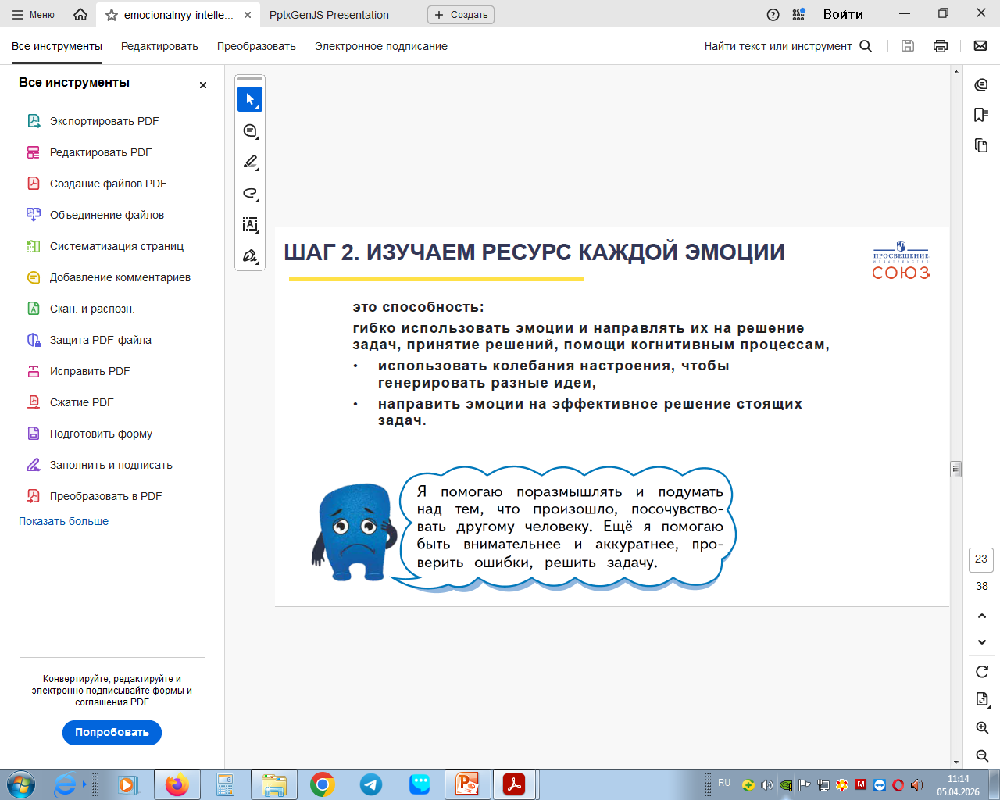 Меню
emocionalnyy-intelle...
PptxGenJS Presentation
Создать
Войти
Все инструменты
Редактировать
Преобразовать
Электронное подписание
Найти текст или инструмент
Все инструменты
Экспортировать PDF
Редактировать PDF
Создание файлов PDF
Объединение файлов
Систематизация страниц
Добавление комментариев
Скан. и распозн.
Защита PDF-файла
Исправить PDF
Сжатие PDF
Подготовить форму
Заполнить и подписать
Преобразовать в PDF
Показать больше
Конвертируйте, редактируйте и
электронно подписывайте формы и
соглашения PDF
Попробовать
ШАГ 2. ИЗУЧАЕМ РЕСУРС КАЖДОЙ ЭМОЦИИ
ПРОСВЕЩЕНИЕ
ИЗДАТЕЛЬСТВО
СОЮЗ
это способность:
гибко использовать эмоции и направлять их на решение
задач, принятие решений, помощи когнитивным процессам,
• использовать колебания настроения, чтобы
генерировать разные идеи,
• направить эмоции на эффективное решение стоящих
задач.
Я помогаю поразмышлять и подумать
над тем, что произошло, посочувство-
вать другому человеку. Ещё я помогаю
быть внимательнее и аккуратнее, про-
верить ошибки, решить задачу.
23
38
RU
11:14
05.04.2026